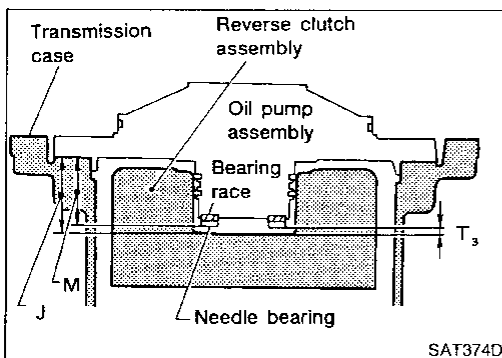 Transmission
case
Reverse clutch
assembly
Oil pump
assembly
Bearing
race
T₃
M
J
Needle bearing
SAT374D